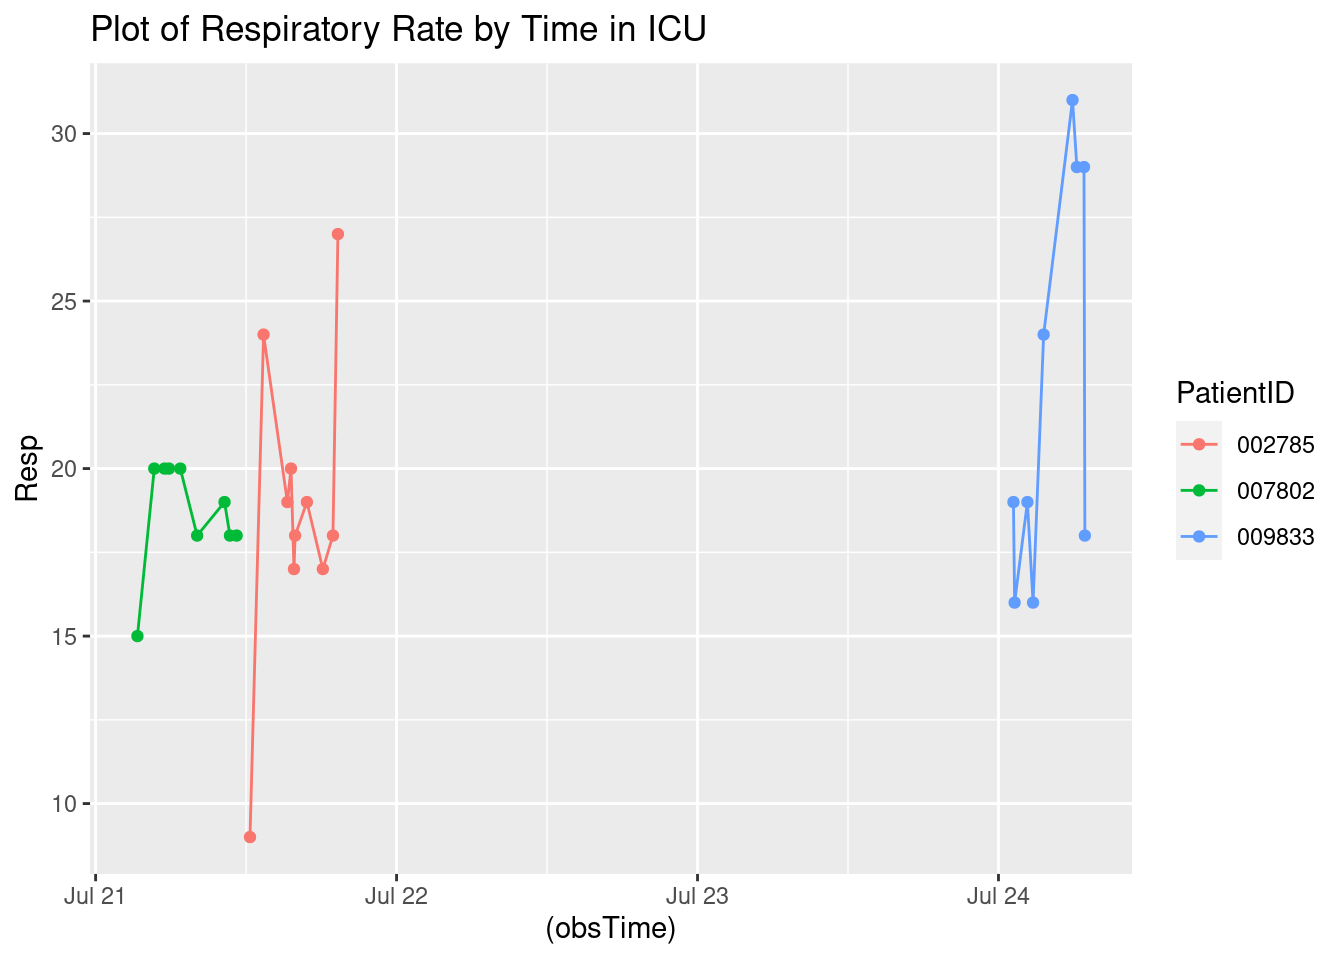 Plot of Respiratory Rate by Time in ICU
30
25
20
15
10
Resp
Jul 21
Jul 22
Jul 23
Jul 24
(obsTime)
PatientID
002785
007802
009833